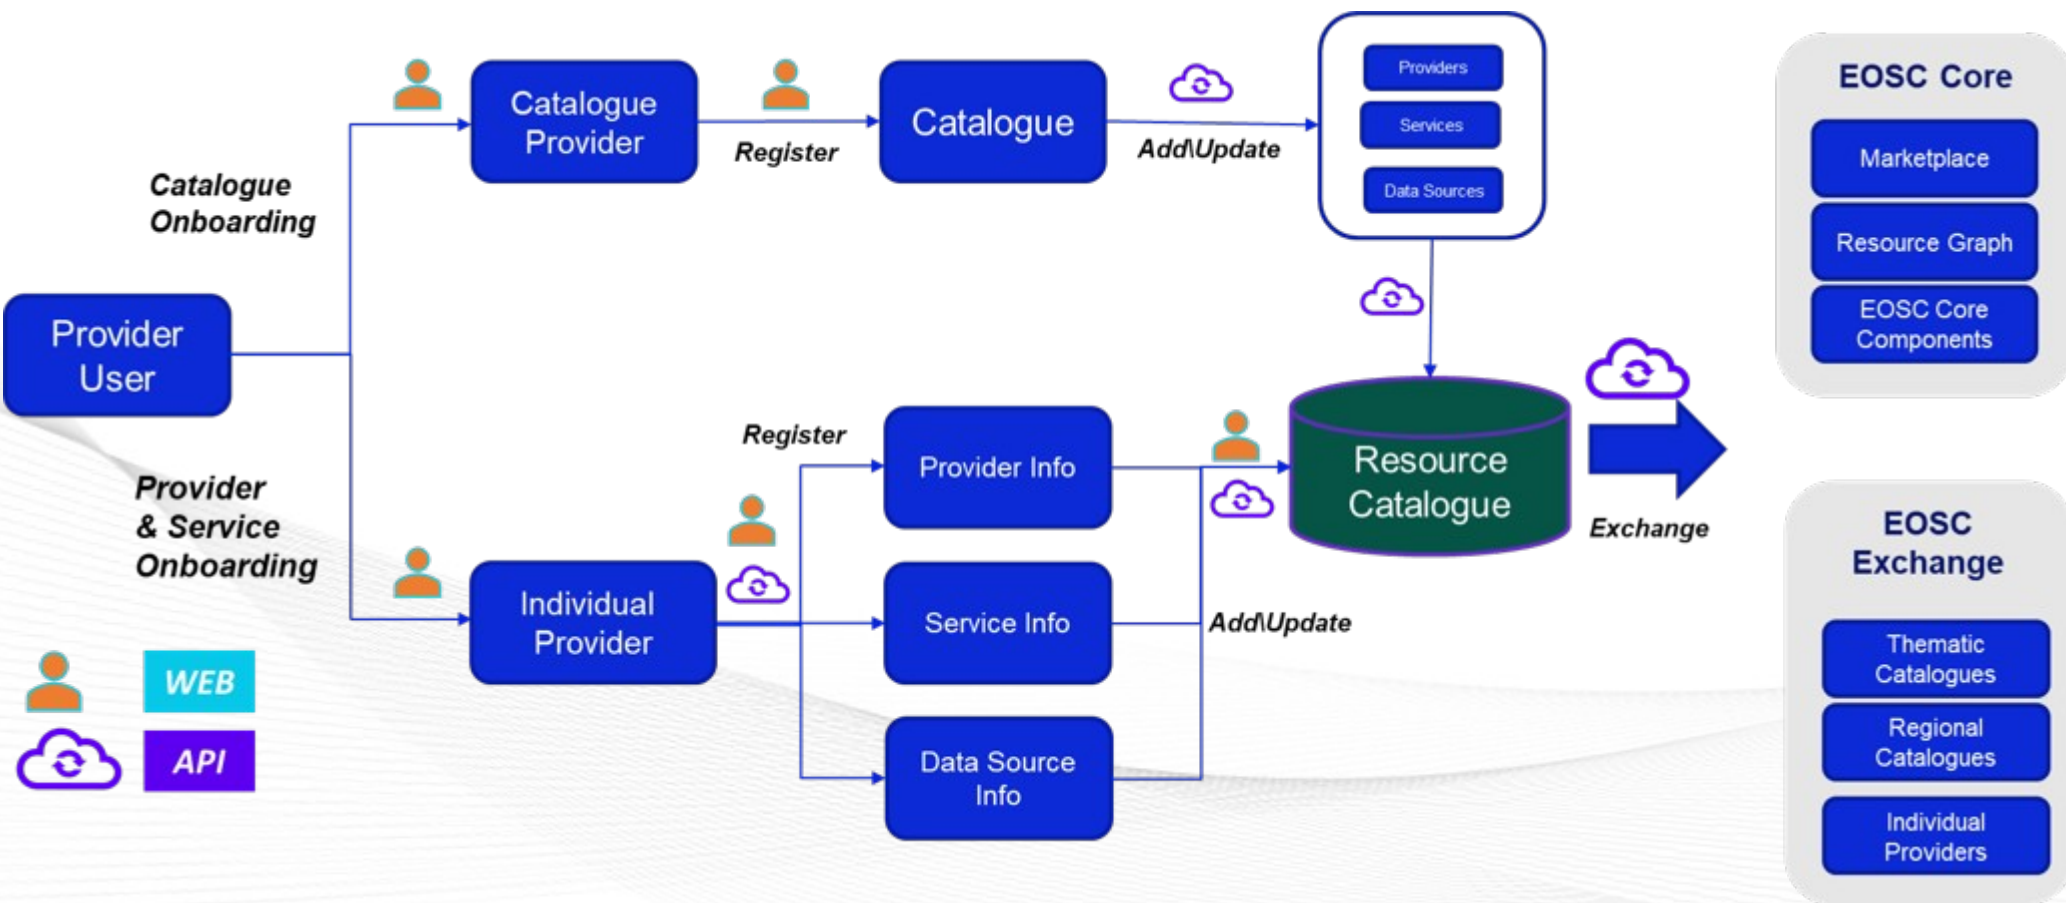 Catalogue
Onboarding
Catalogue
Provider
Register
Catalogue
Add\Update
Providers
Services
Data Sources
EOSC Core
Marketplace
Resource Graph
EOSC Core
Components
Provider
User
Provider
& Service
Onboarding
Individual
Provider
Register
Provider Info
Service Info
Data Source
Info
Add\Update
Resource
Catalogue
Exchange
EOSC
Exchange
Thematic
Catalogues
Regional
Catalogues
Individual
Providers
WEB
API